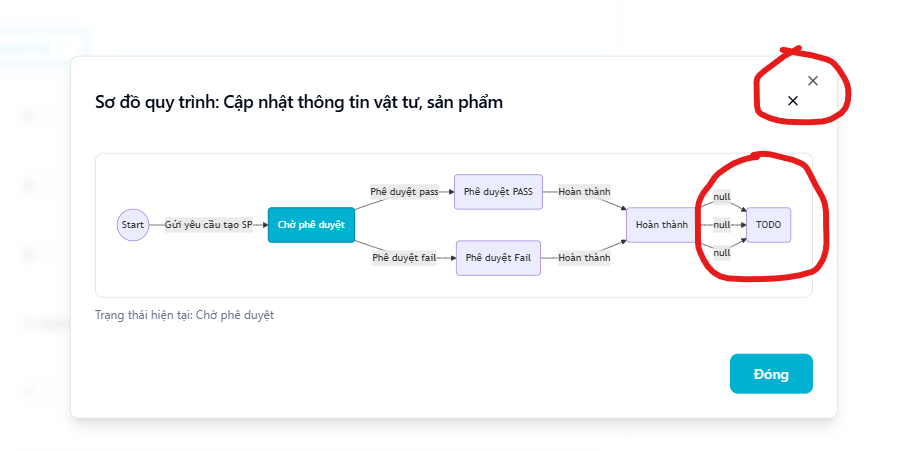 Sơ đồ quy trình: Cập nhật thông tin vật tư, sản phẩm
Phê duyệt pass
Phê duyệt PASS
Hoàn thành
null
Start
Gửi yêu cầu tạo SP
Chờ phê duyệt
Hoàn thành
null
TODO
Phê duyệt fail
Phê duyệt Fail
Hoàn thành
null
Trạng thái hiện tại: Chờ phê duyệt
Đóng